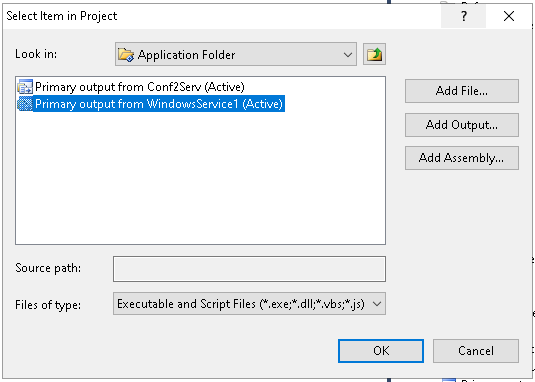 Select Item in Project
?
Look in:
Application Folder
Primary output from Conf2Serv (Active)
Primary output from WindowsService1 (Active)
Add File...
Add Output...
Add Assembly...
Source path:
Files of type:
Executable and Script Files (*.exe;*.dll;*.vbs;*.js)
OK
Cancel